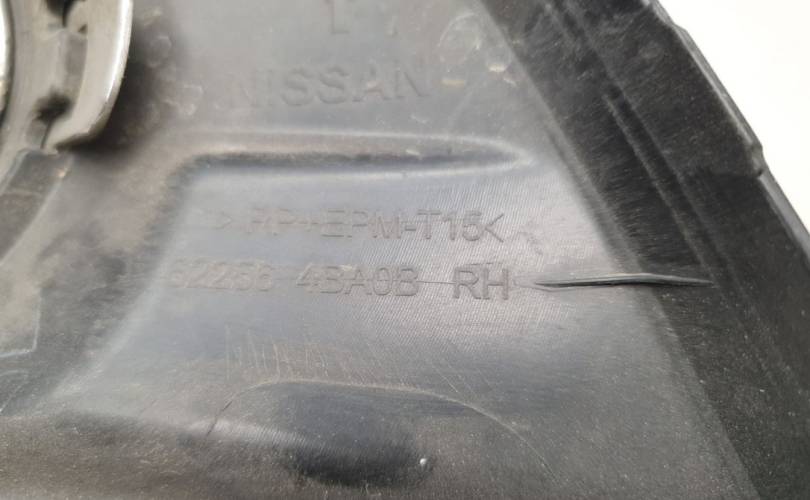 NISSAN
>PP+EPM-T15<
62256 4BA0B RH